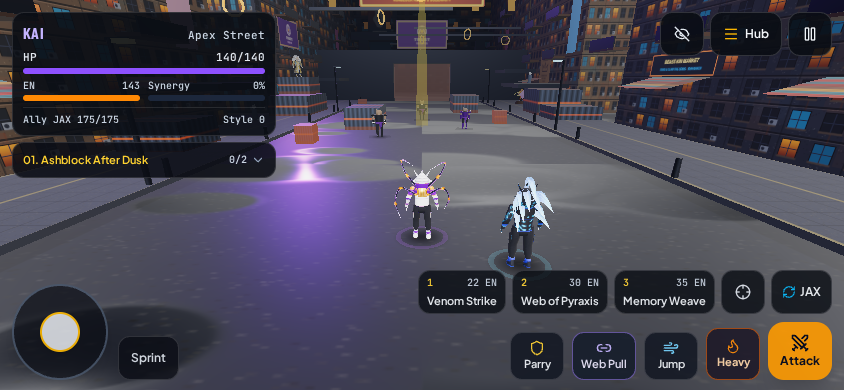 KAI Apex Street
HP 140/140
EN 143 Synergy 0%
Ally JAX 175/175 Style 0
01. Ashblock After Dusk 0/2
Hub
1 22 EN
Venom Strike
2 30 EN
Web of Pyraxis
3 35 EN
Memory Weave
JAX
Sprint
Parry
Web Pull
Jump
Heavy
Attack